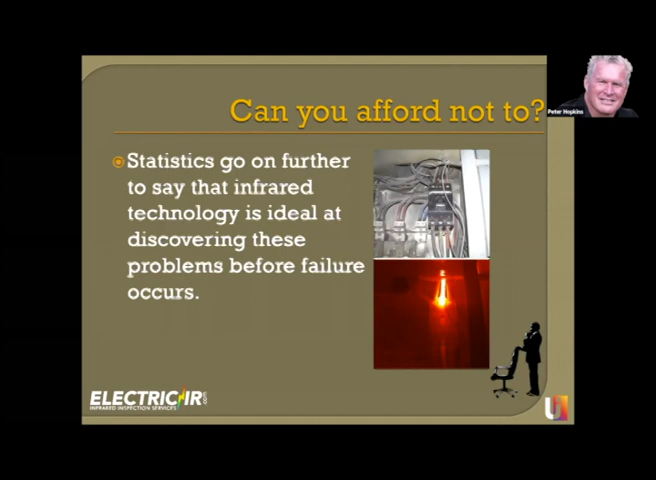 Can you afford not to?
Peter Hopkins
Statistics go on further
to say that infrared
technology is ideal at
discovering these
problems before failure
occurs.
ELECTRIC IR .com
INFRARED INSPECTION SERVICES